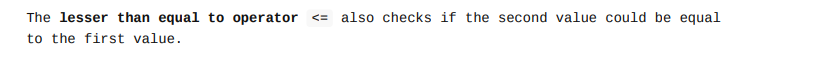 The lesser than equal to operator <= also checks if the second value could be equal
to the first value.